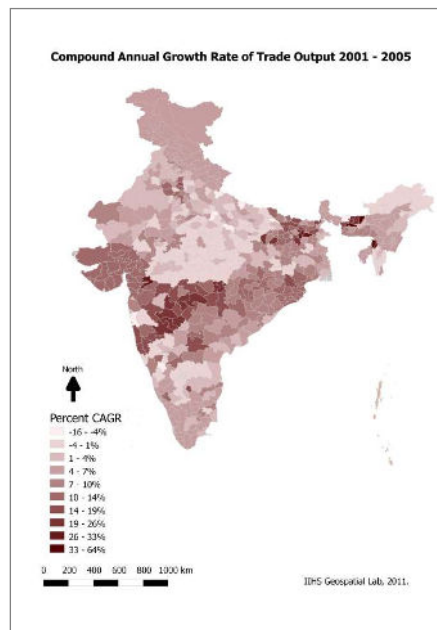 Compound Annual Growth Rate of Trade Output 2001 - 2005
North
Percent CAGR
-16 - -4%
-4 - 1%
1 - 4%
4 - 7%
7 - 10%
10 - 14%
14 - 19%
19 - 26%
26 - 33%
33 - 64%
0 200 400 600 800 1000 km
IIHS Geospatial Lab, 2011.